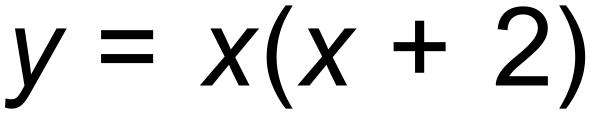 y = x(x + 2)